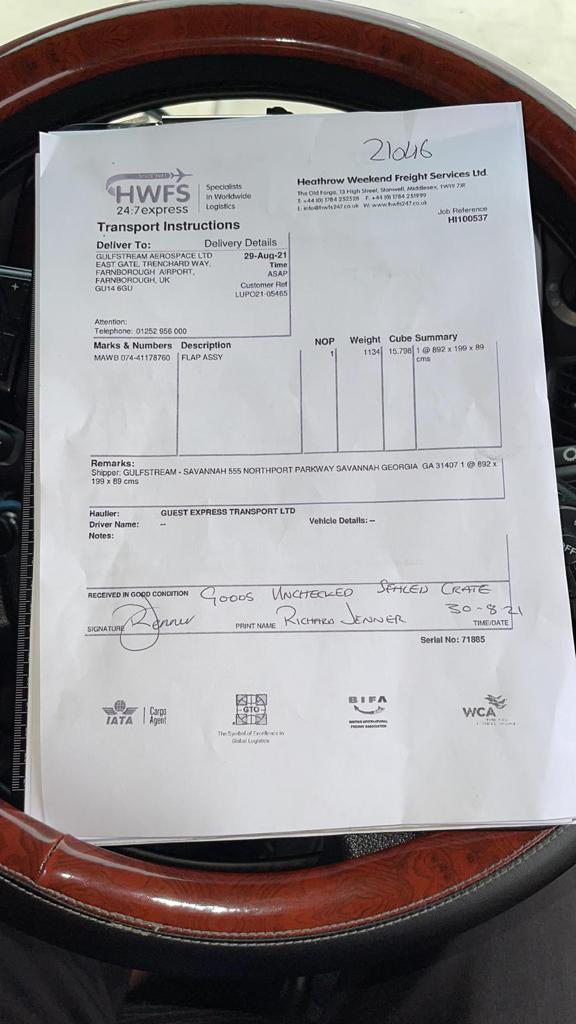 21046
HWFS
24:7express
Specialists
in Worldwide
Logistics
Heathrow Weekend Freight Services Ltd
The Old Forge, 13 High Street, Stanwell, Middlesex, TW19 7JR
T: +44 (0) 1784 252528 F: +44 (0) 1784 251999
E: info@hwfs247.co.uk W: www.hwfs247.co.uk
Job Reference
HI100537
Transport Instructions
Deliver To: Delivery Details
GULFSTREAM AEROSPACE LTD 29-Aug-21
EAST GATE, TRENCHARD WAY, Time
FARNBOROUGH AIRPORT, ASAP
FARNBOROUGH, UK Customer Ref
GU14 6GU LUPO21-05465
Attention:
Telephone: 01252 956 000
Marks & Numbers Description NOP Weight Cube Summary
MAWB 074-41178760 FLAP ASSY 1 1134 15.798 1 @ 892 x 199 x 89
cms
Remarks:
Shipper: GULFSTREAM - SAVANNAH 555 NORTHPORT PARKWAY SAVANNAH GEORGIA GA 31407 1 @ 892 x
199 x 89 cms
Haulier: GUEST EXPRESS TRANSPORT LTD
Driver Name: -- Vehicle Details: --
Notes:
RECEIVED IN GOOD CONDITION GOODS UNCHECKED SEALED CRATE
SIGNATURE Jenner PRINT NAME RICHARD JENNER 30-8-21 TIME/DATE
Serial No: 71885
IATA Cargo
Agent
GTO
The Symbol of Excellence in
Global Logistics
BIFA
BRITISH INTERNATIONAL
FREIGHT ASSOCIATION
WCA